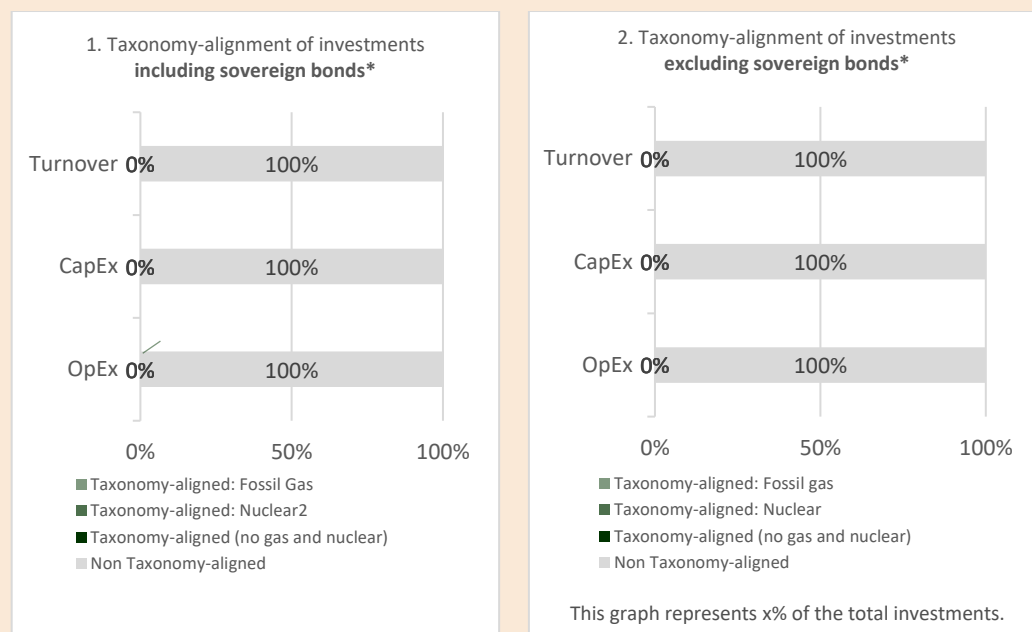 1. Taxonomy-alignment of investments
including sovereign bonds*
Turnover 0% 100%
CapEx 0% 100%
OpEx 0% 100%
0% 50% 100%
Taxonomy-aligned: Fossil Gas
Taxonomy-aligned: Nuclear2
Taxonomy-aligned (no gas and nuclear)
Non Taxonomy-aligned
2. Taxonomy-alignment of investments
excluding sovereign bonds*
Turnover 0% 100%
CapEx 0% 100%
OpEx 0% 100%
0% 50% 100%
Taxonomy-aligned: Fossil gas
Taxonomy-aligned: Nuclear
Taxonomy-aligned (no gas and nuclear)
Non Taxonomy-aligned
This graph represents x% of the total investments.